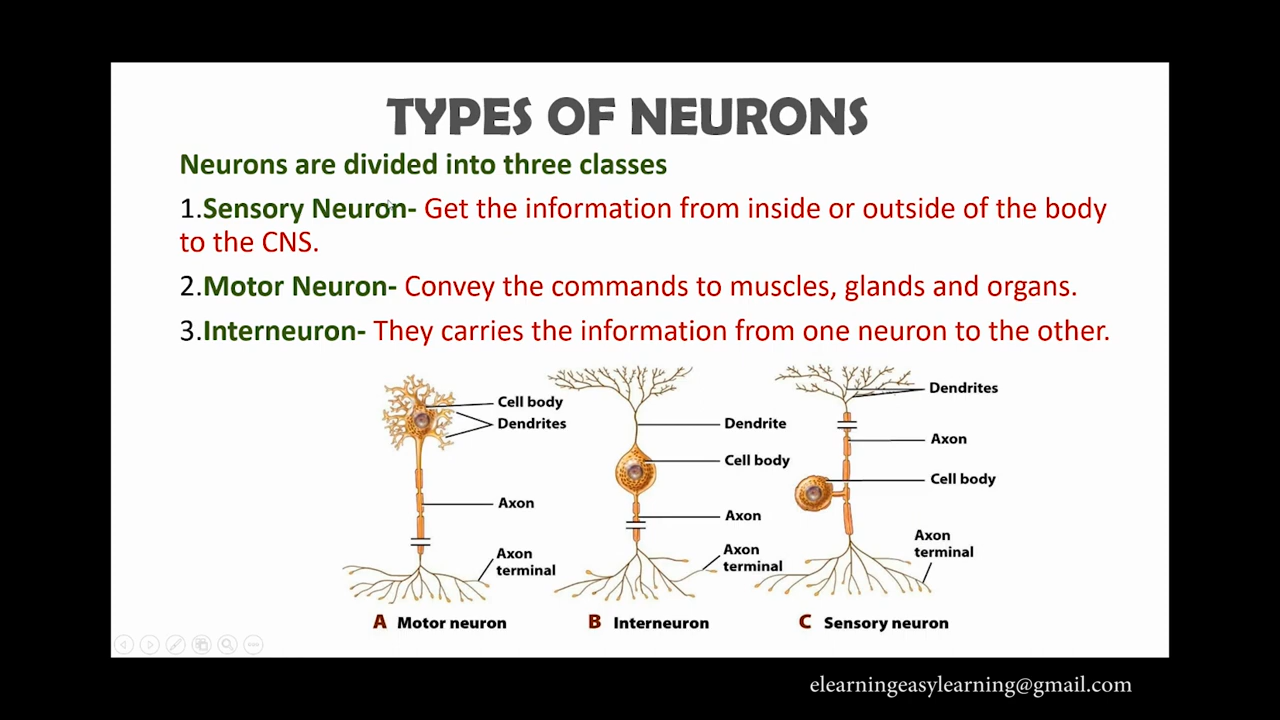 TYPES OF NEURONS
Neurons are divided into three classes
1.Sensory Neuron- Get the information from inside or outside of the body
to the CNS.
2.Motor Neuron- Convey the commands to muscles, glands and organs.
3.Interneuron- They carries the information from one neuron to the other.
Cell body
Dendrites
Axon
Axon
terminal
A Motor neuron
Dendrite
Cell body
Axon
Axon
terminal
B Interneuron
Dendrites
Axon
Cell body
Axon
terminal
C Sensory neuron
elearningeasylearning@gmail.com